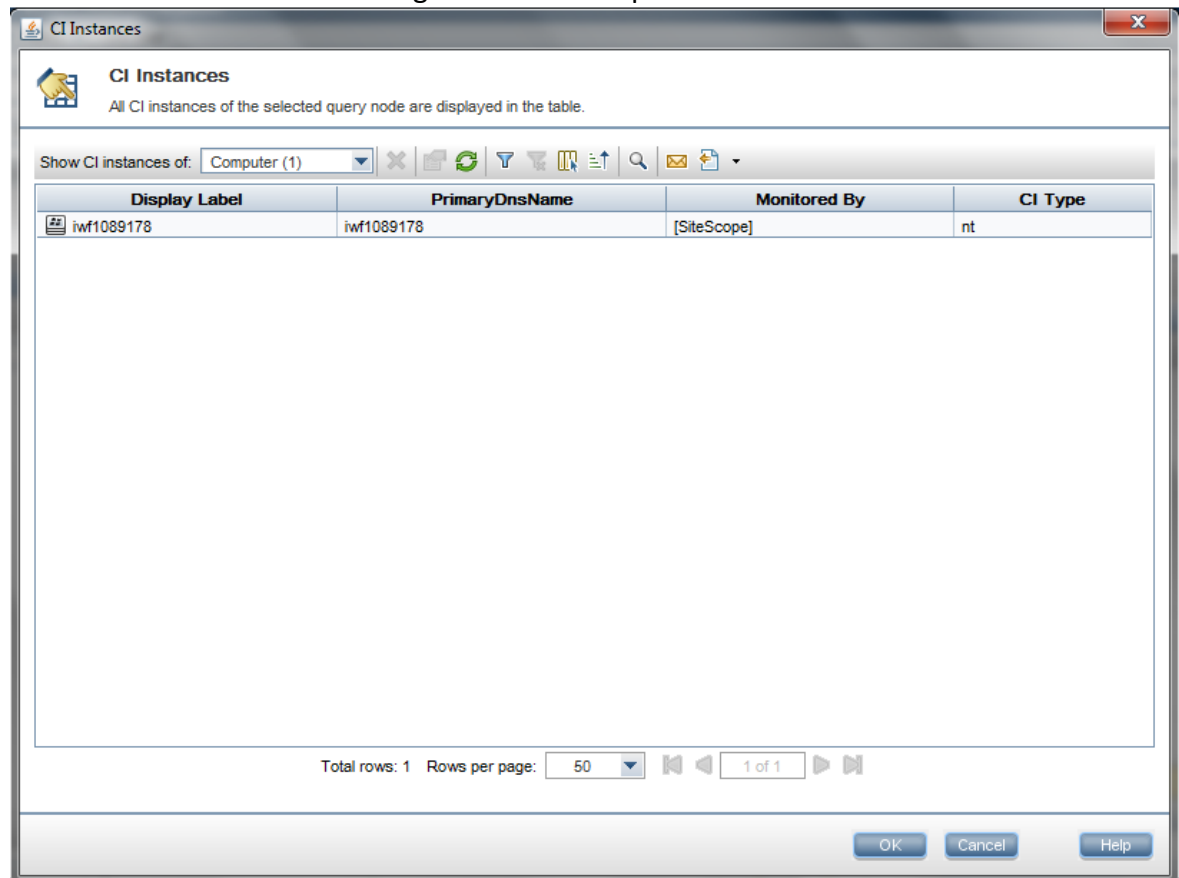 CI Instances
CI Instances
All CI instances of the selected query node are displayed in the table.
Show CI instances of: Computer (1)
Display Label PrimaryDnsName Monitored By CI Type
iwf1089178 iwf1089178 [SiteScope] nt
Total rows: 1 Rows per page: 50 1 of 1
OK Cancel Help